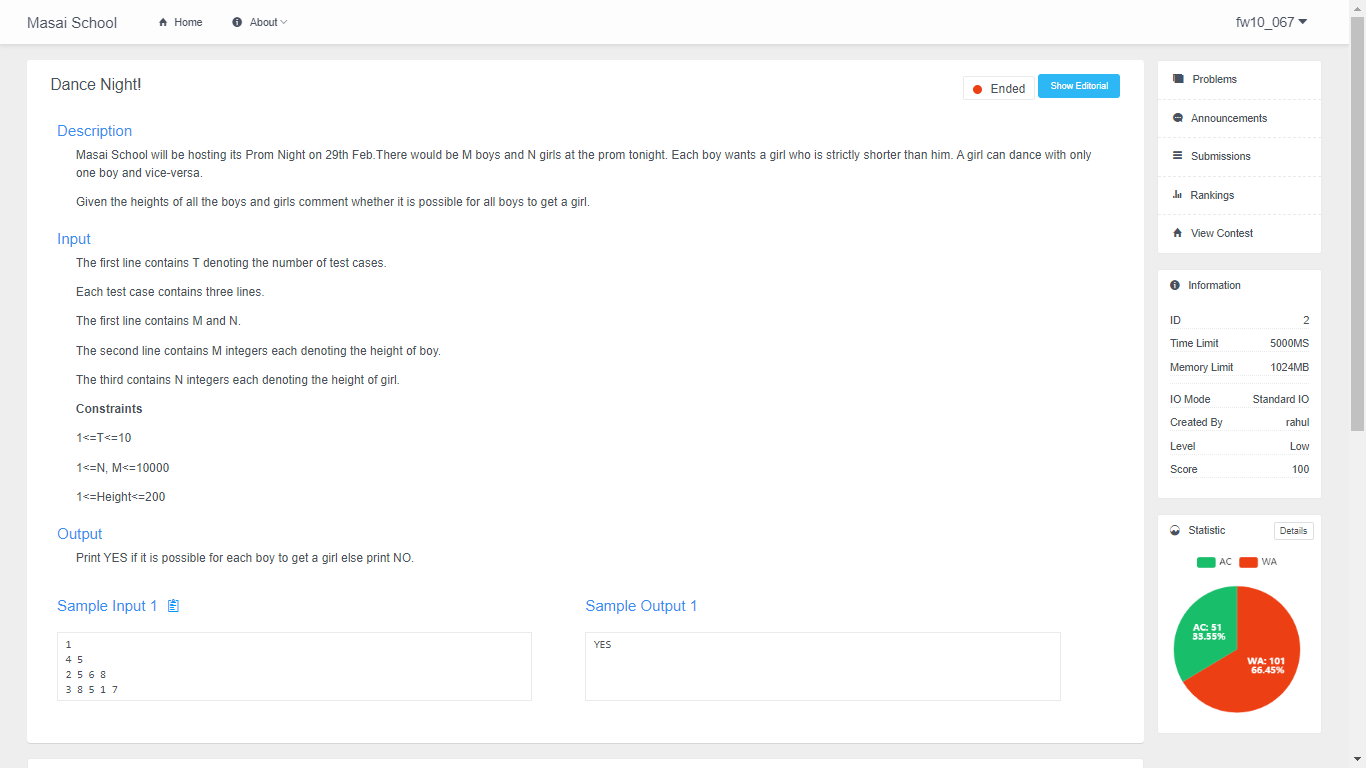 Masai School
Home
About
fw10_067
Dance Night!
Ended
Show Editorial
Description
Masai School will be hosting its Prom Night on 29th Feb.There would be M boys and N girls at the prom tonight. Each boy wants a girl who is strictly shorter than him. A girl can dance with only
one boy and vice-versa.
Given the heights of all the boys and girls comment whether it is possible for all boys to get a girl.
Input
The first line contains T denoting the number of test cases.
Each test case contains three lines.
The first line contains M and N.
The second line contains M integers each denoting the height of boy.
The third contains N integers each denoting the height of girl.
Constraints
1<=T<=10
1<=N, M<=10000
1<=Height<=200
Output
Print YES if it is possible for each boy to get a girl else print NO.
Sample Input 1
1
4 5
2 5 6 8
3 8 5 1 7
Sample Output 1
YES
Problems
Announcements
Submissions
Rankings
View Contest
Information
ID 2
Time Limit 5000MS
Memory Limit 1024MB
IO Mode Standard IO
Created By rahul
Level Low
Score 100
Statistic Details
AC WA
AC: 51
33.55%
WA: 101
66.45%